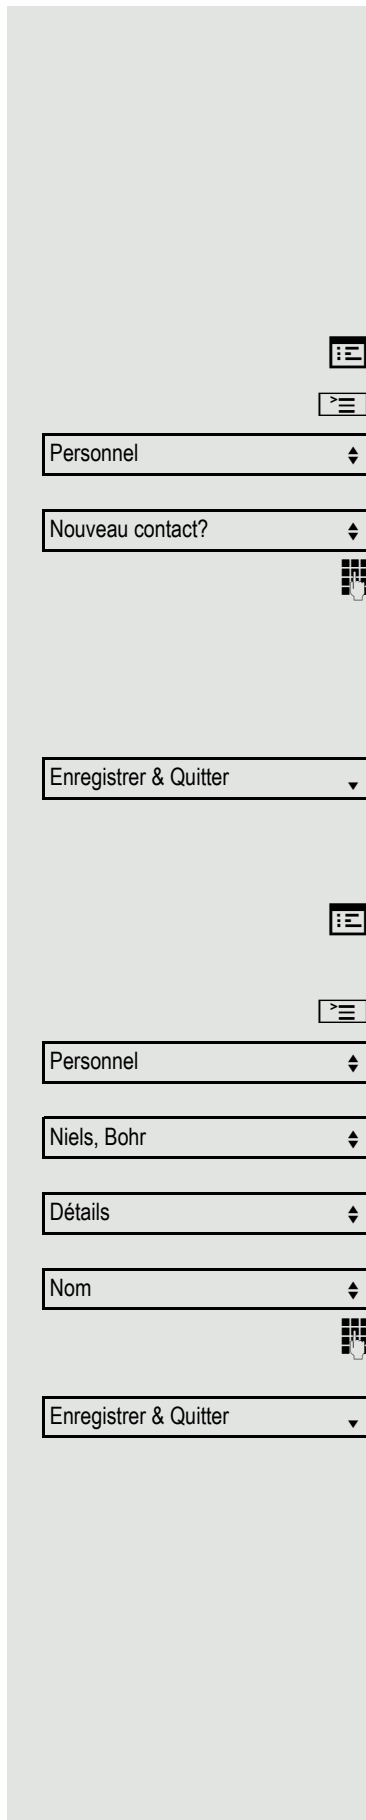 Personnel
Nouveau contact?
Enregistrer & Quitter
Personnel
Niels, Bohr
Détails
Nom
Enregistrer & Quitter